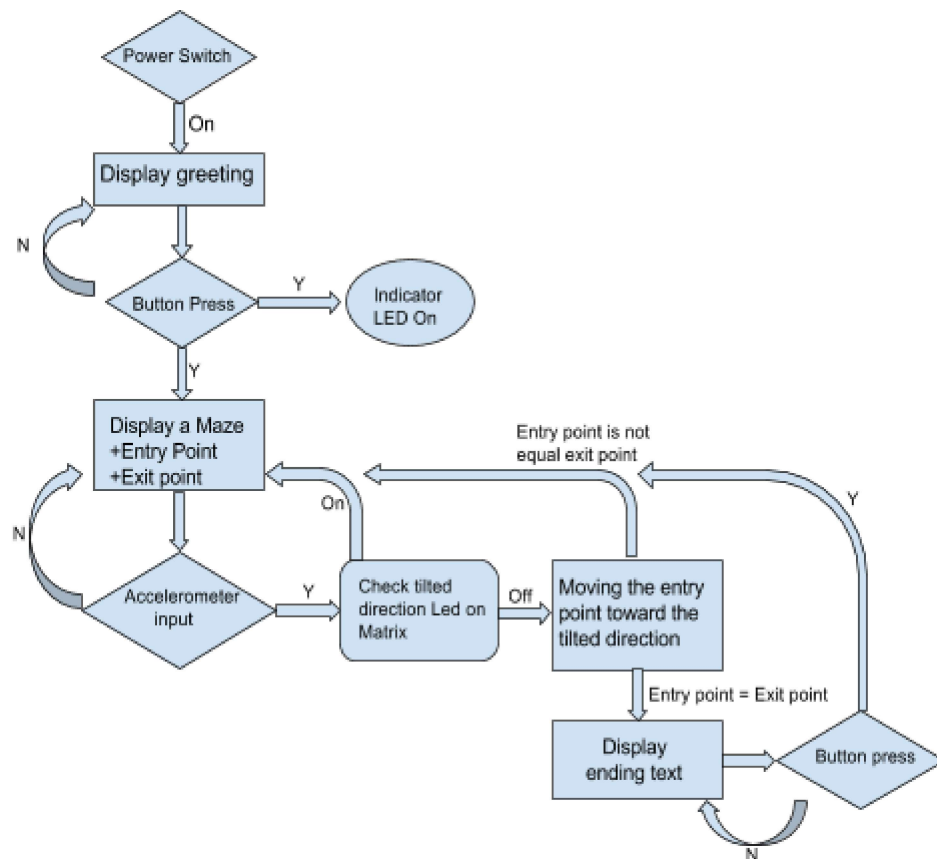 Power Switch
On
Display greeting
N
Button Press
Y
Indicator
LED On
Y
Display a Maze
+Entry Point
+Exit point
Entry point is not
equal exit point
On
Y
N
Accelerometer
input
Y
Check tilted
direction Led on
Matrix
Off
Moving the entry
point toward the
tilted direction
Entry point = Exit point
Display
ending text
Button press
N